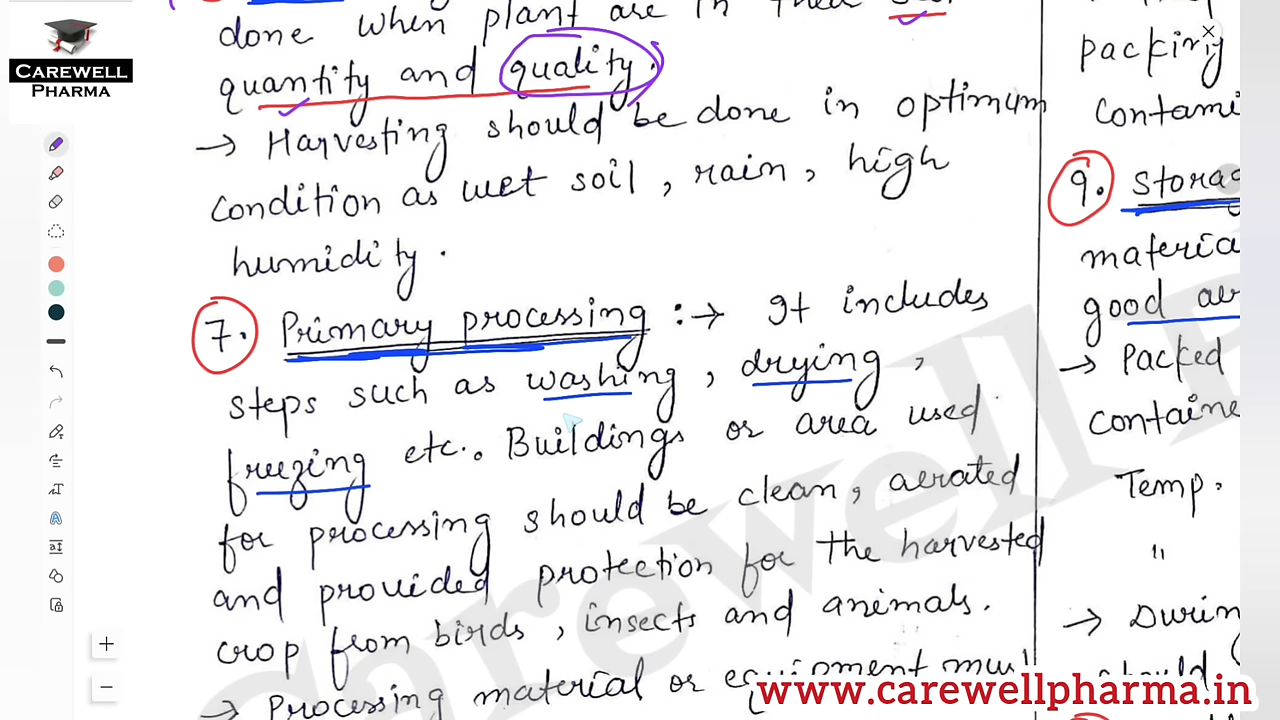 CAREWELL
PHARMA
done when plant are in their best
quantity and quality.
→ Harvesting should be done in optimum
condition as wet soil, rain, high
humidity.
7. Primary processing :→ It includes
steps such as washing, drying,
freezing etc. Buildings or area used
for processing should be clean, aerated
and provided protection for the harvested
crop from birds, insects and animals.
→ Processing material or equipment must
packing
contami
9. Storag
materia
good aer
→ Packed
containe
Temp.
"
→ Durin
should
www.carewellpharma.in